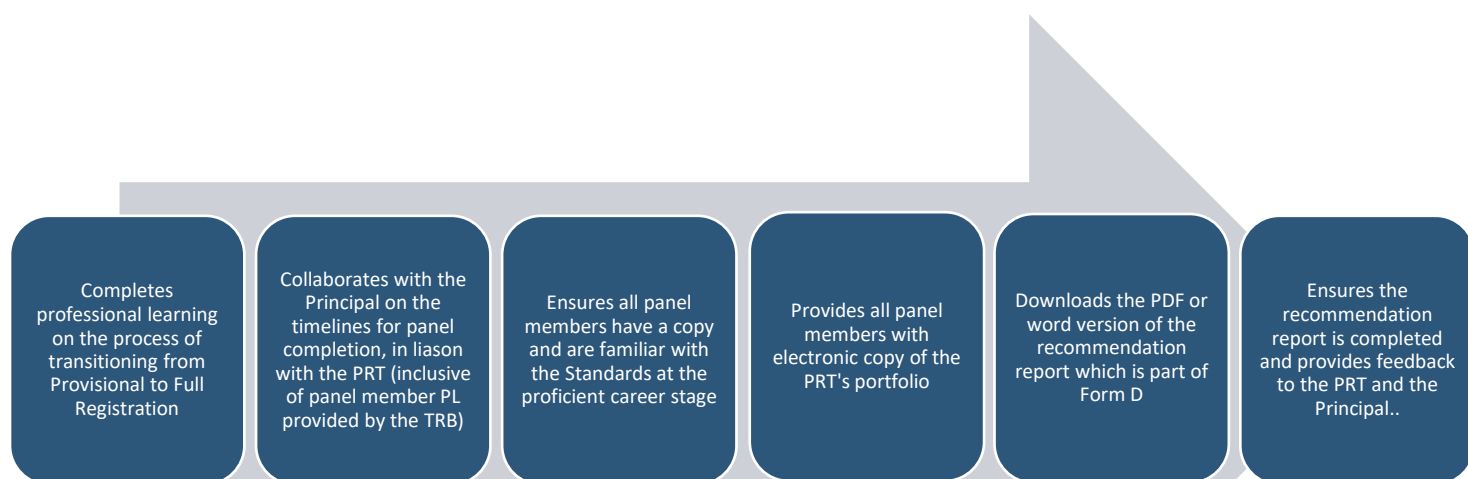 Completes
professional learning
on the process of
transitioning from
Provisional to Full
Registration
Collaborates with the
Principal on the
timelines for panel
completion, in liason
with the PRT (inclusive
of panel member PL
provided by the TRB)
Ensures all panel
members have a copy
and are familiar with
the Standards at the
proficient career stage
Provides all panel
members with
electronic copy of the
PRT's portfolio
Downloads the PDF or
word version of the
recommendation
report which is part of
Form D
Ensures the
recommendation
report is completed
and provides feedback
to the PRT and the
Principal..